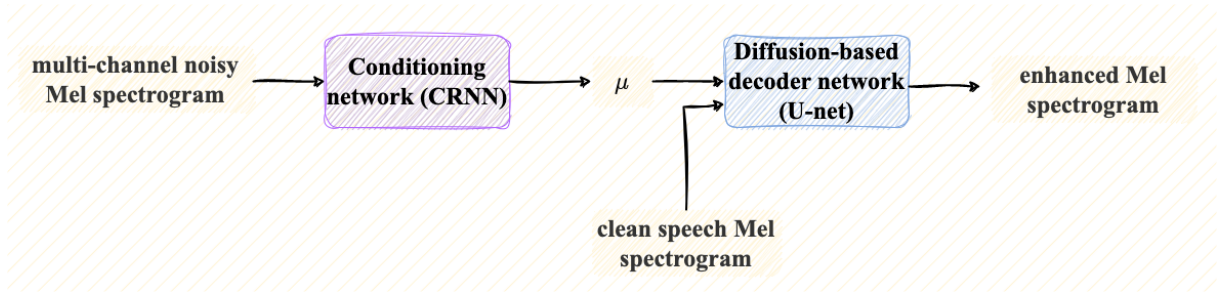 multi-channel noisy
Mel spectrogram
Conditioning
network (CRNN)
μ
Diffusion-based
decoder network
(U-net)
enhanced Mel
spectrogram
clean speech Mel
spectrogram